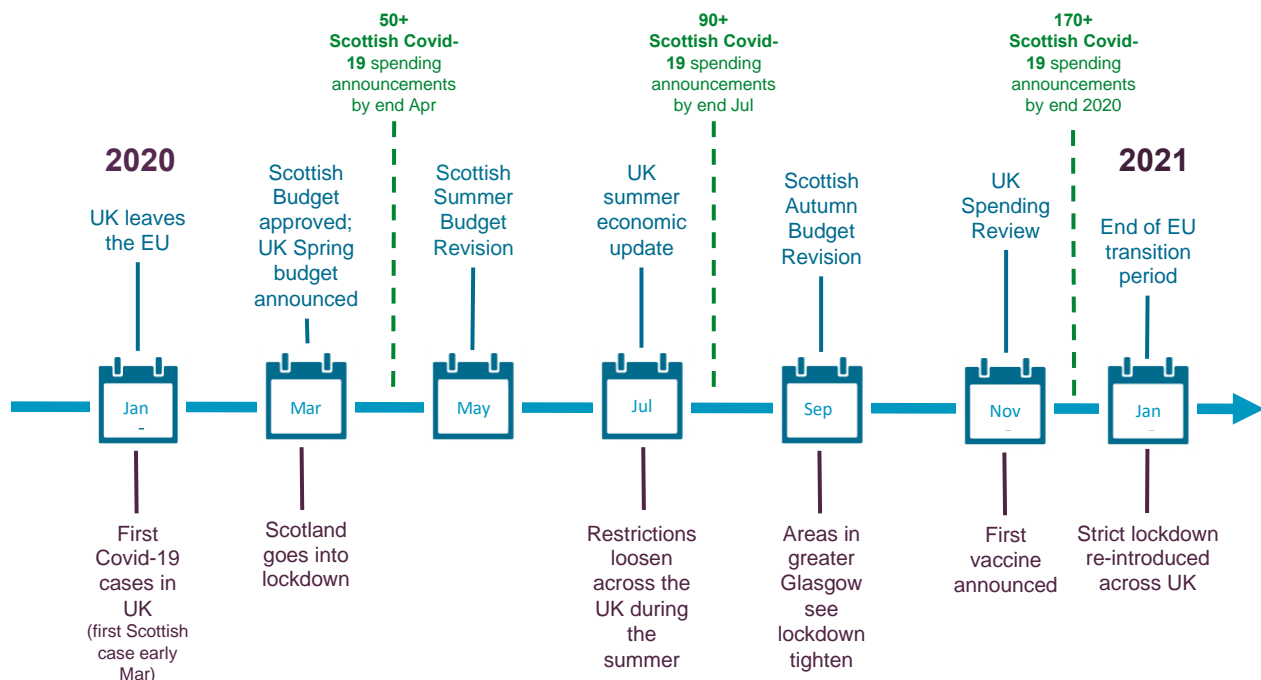 50+
Scottish Covid-
19 spending
announcements
by end Apr
90+
Scottish Covid-
19 spending
announcements
by end Jul
170+
Scottish Covid-
19 spending
announcements
by end 2020
2020
2021
UK leaves
the EU
Scottish
Budget
approved;
UK Spring
budget
announced
Scottish
Summer
Budget
Revision
UK
summer
economic
update
Scottish
Autumn
Budget
Revision
UK
Spending
Review
End of EU
transition
period
Jan
Mar
May
Jul
Sep
Nov
Jan
First
Covid-19
cases in
UK
(first Scottish
case early
Mar)
Scotland
goes into
lockdown
Restrictions
loosen
across the
UK during
the
summer
Areas in
greater
Glasgow
see
lockdown
tighten
First
vaccine
announced
Strict lockdown
re-introduced
across UK